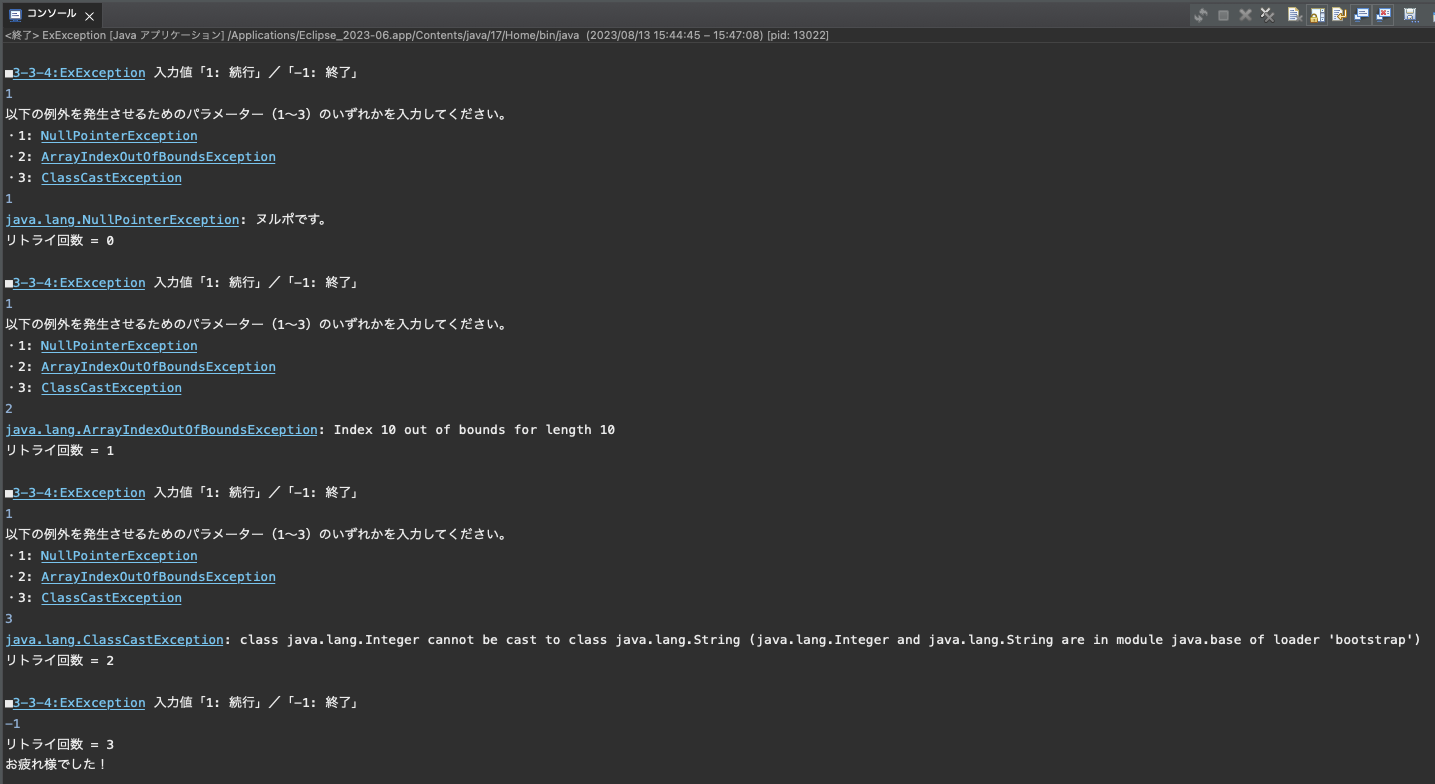 コンソール
<終了> ExException [Java アプリケーション] /Applications/Eclipse_2023-06.app/Contents/java/17/Home/bin/java (2023/08/13 15:44:45 – 15:47:08) [pid: 13022]
■3-3-4:ExException 入力値「1: 続行」／「-1: 終了」
1
以下の例外を発生させるためのパラメーター（1〜3）のいずれかを入力してください。
・1: NullPointerException
・2: ArrayIndexOutOfBoundsException
・3: ClassCastException
1
java.lang.NullPointerException: ヌルポです。
リトライ回数 = 0
■3-3-4:ExException 入力値「1: 続行」／「-1: 終了」
1
以下の例外を発生させるためのパラメーター（1〜3）のいずれかを入力してください。
・1: NullPointerException
・2: ArrayIndexOutOfBoundsException
・3: ClassCastException
2
java.lang.ArrayIndexOutOfBoundsException: Index 10 out of bounds for length 10
リトライ回数 = 1
■3-3-4:ExException 入力値「1: 続行」／「-1: 終了」
1
以下の例外を発生させるためのパラメーター（1〜3）のいずれかを入力してください。
・1: NullPointerException
・2: ArrayIndexOutOfBoundsException
・3: ClassCastException
3
java.lang.ClassCastException: class java.lang.Integer cannot be cast to class java.lang.String (java.lang.Integer and java.lang.String are in module java.base of loader 'bootstrap')
リトライ回数 = 2
■3-3-4:ExException 入力値「1: 続行」／「-1: 終了」
-1
リトライ回数 = 3
お疲れ様でした！